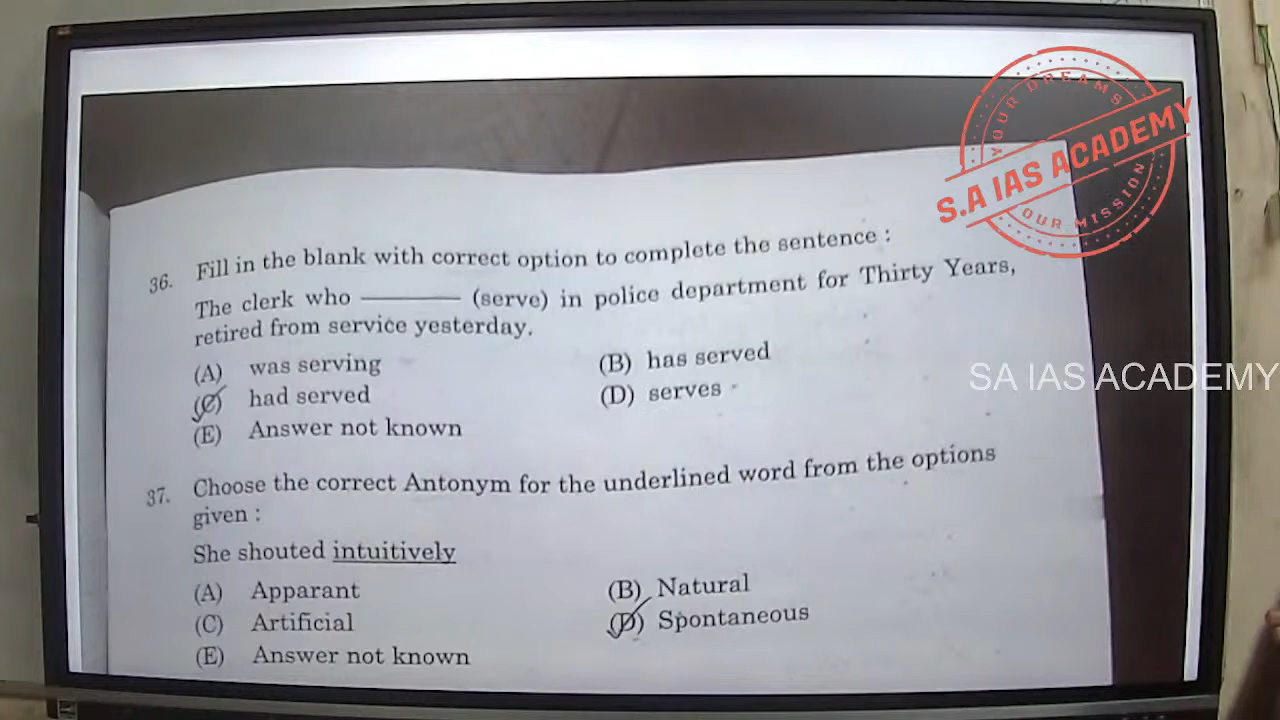 YOUR DREAMS
S.A IAS ACADEMY
OUR MISSION
36. Fill in the blank with correct option to complete the sentence :
The clerk who ———— (serve) in police department for Thirty Years,
retired from service yesterday.
(A) was serving (B) has served
(C) had served (D) serves
(E) Answer not known
SA IAS ACADEMY
37. Choose the correct Antonym for the underlined word from the options
given :
She shouted intuitively
(A) Apparant (B) Natural
(C) Artificial (D) Spontaneous
(E) Answer not known